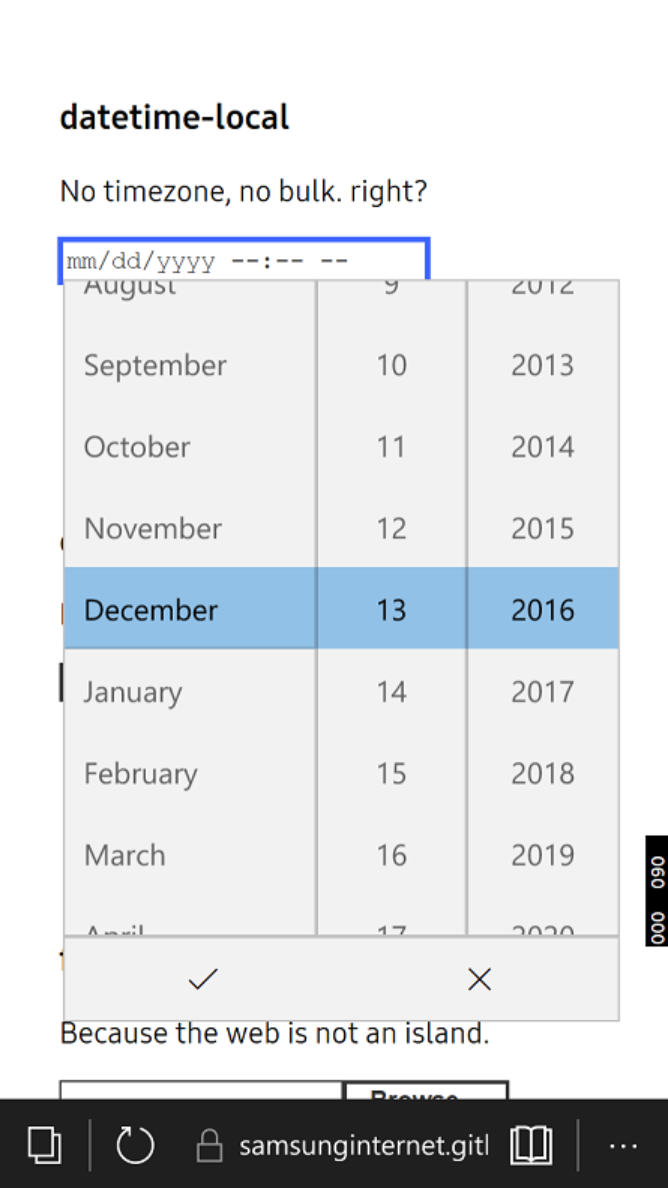 datetime-local
No timezone, no bulk. right?
mm/dd/yyyy --:-- --
August 9 2012
September 10 2013
October 11 2014
November 12 2015
December 13 2016
January 14 2017
February 15 2018
March 16 2019
April 17 2020
000 090
Because the web is not an island.
Browse...
samsunginternet.gitl